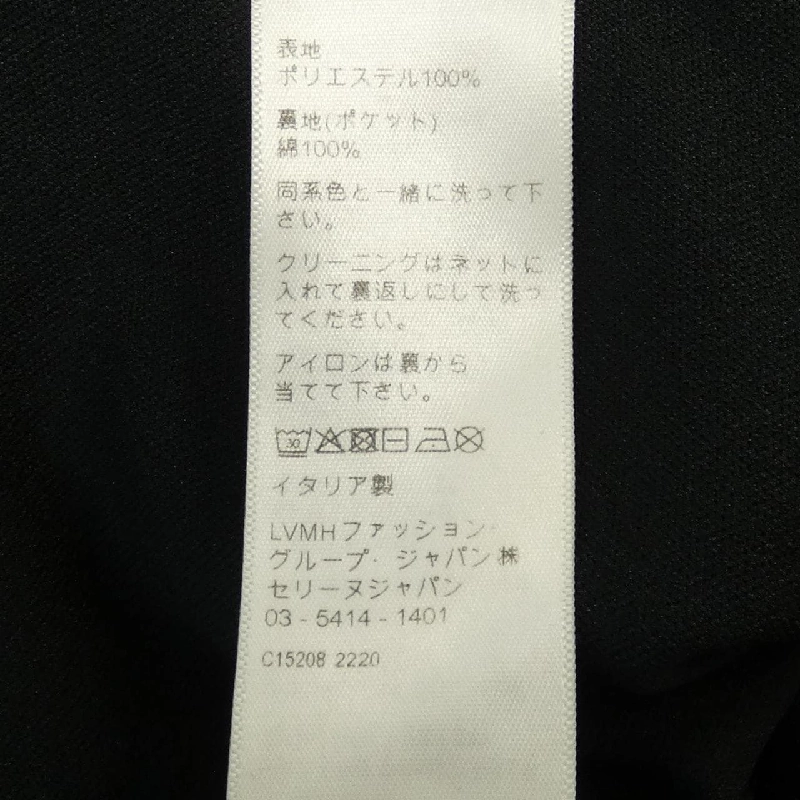 表地
ポリエステル100%
裏地(ポケット)
綿100%
同系色と一緒に洗って下
さい。
クリーニングはネットに
入れて裏返しにして洗っ
てください。
アイロンは裏から
当てて下さい。
30
イタリア製
LVMHファッション・
グループ・ジャパン株
セリーヌジャパン
03 - 5414 - 1401
C15208 2220